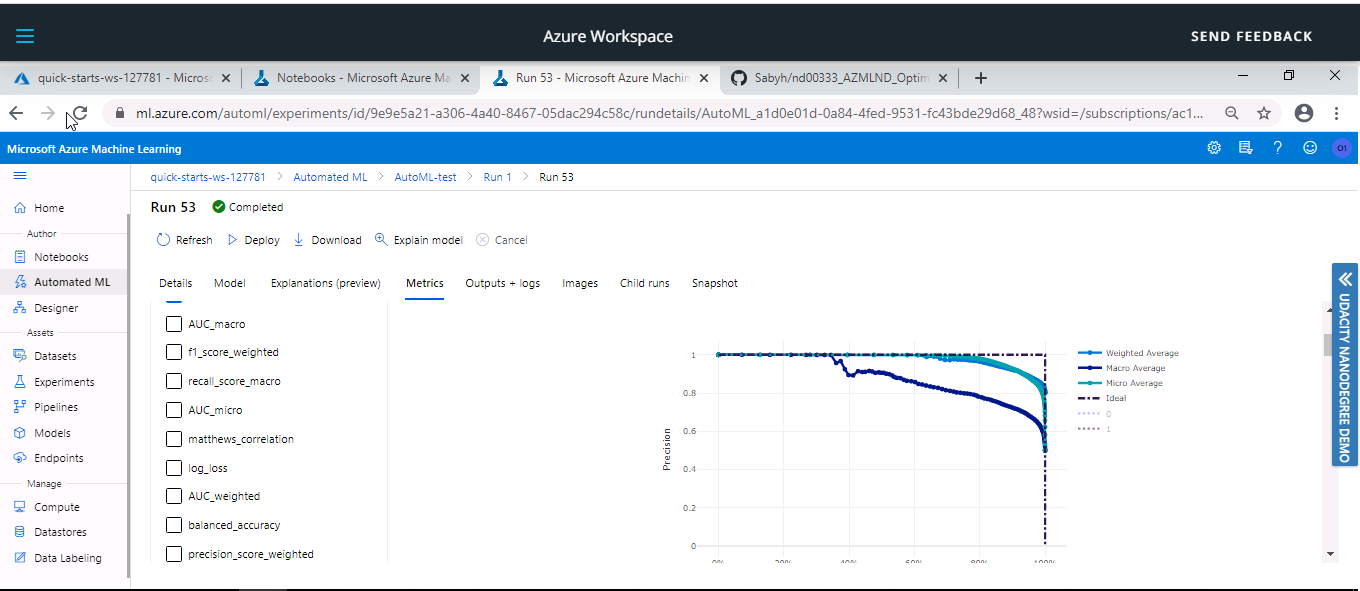 Azure Workspace
SEND FEEDBACK
quick-starts-ws-127781 - Micros
Notebooks - Microsoft Azure Ma
Run 53 - Microsoft Azure Machin
Sabyh/nd00333_AZMLND_Optim
ml.azure.com/automl/experiments/id/9e9e5a21-a306-4a40-8467-05dac294c58c/rundetails/AutoML_a1d0e01d-0a84-4fed-9531-fc43bde29d68_48?wsid=/subscriptions/ac1...
Microsoft Azure Machine Learning
O1
quick-starts-ws-127781 > Automated ML > AutoML-test > Run 1 > Run 53
Run 53 Completed
Refresh Deploy Download Explain model Cancel
Details Model Explanations (preview) Metrics Outputs + logs Images Child runs Snapshot
Home
Author
Notebooks
Automated ML
Designer
Assets
Datasets
Experiments
Pipelines
Models
Endpoints
Manage
Compute
Datastores
Data Labeling
AUC_macro
f1_score_weighted
recall_score_macro
AUC_micro
matthews_correlation
log_loss
AUC_weighted
balanced_accuracy
precision_score_weighted
Precision
1
0.8
0.6
0.4
0.2
0
0% 20% 40% 60% 80% 100%
Weighted Average
Macro Average
Micro Average
Ideal
0
1
UDACITY NANODEGREE DEMO